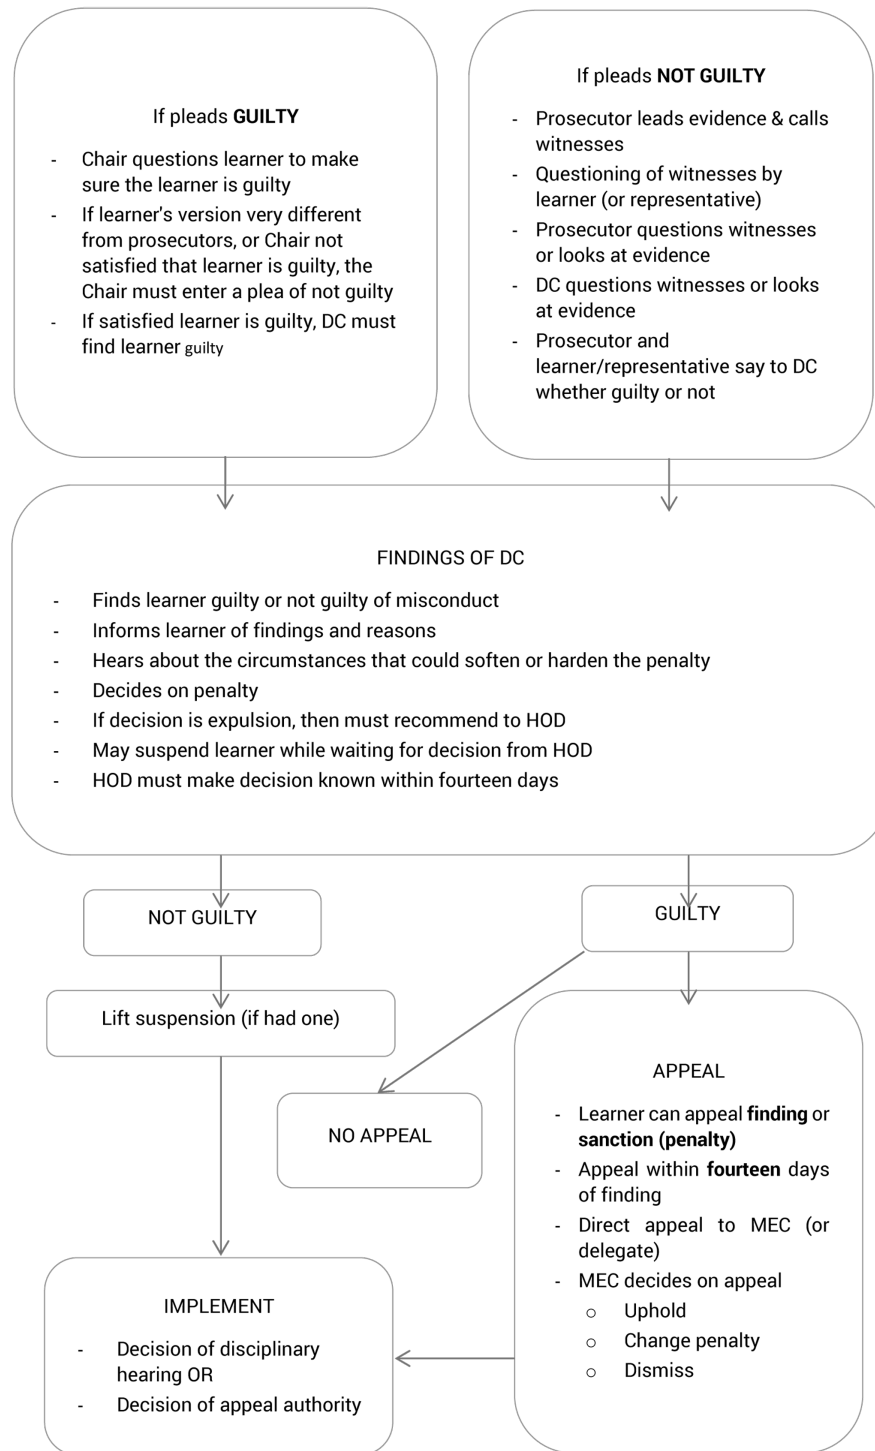 If pleads GUILTY
- Chair questions learner to make
sure the learner is guilty
- If learner's version very different
from prosecutors, or Chair not
satisfied that learner is guilty, the
Chair must enter a plea of not guilty
- If satisfied learner is guilty, DC must
find learner guilty
If pleads NOT GUILTY
- Prosecutor leads evidence & calls
witnesses
- Questioning of witnesses by
learner (or representative)
- Prosecutor questions witnesses
or looks at evidence
- DC questions witnesses or looks
at evidence
- Prosecutor and
learner/representative say to DC
whether guilty or not
FINDINGS OF DC
- Finds learner guilty or not guilty of misconduct
- Informs learner of findings and reasons
- Hears about the circumstances that could soften or harden the penalty
- Decides on penalty
- If decision is expulsion, then must recommend to HOD
- May suspend learner while waiting for decision from HOD
- HOD must make decision known within fourteen days
NOT GUILTY
GUILTY
Lift suspension (if had one)
NO APPEAL
APPEAL
- Learner can appeal finding or
sanction (penalty)
- Appeal within fourteen days
of finding
- Direct appeal to MEC (or
delegate)
- MEC decides on appeal
o Uphold
o Change penalty
o Dismiss
IMPLEMENT
- Decision of disciplinary
hearing OR
- Decision of appeal authority